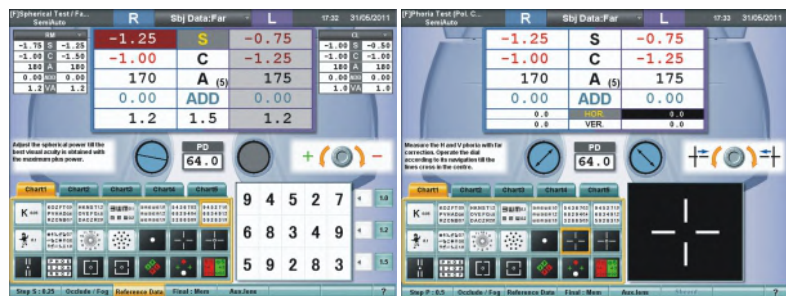 [F]Spherical Test / Fa...
SemiAuto
R
Sbj Data:Far
L
17:32 31/05/2011
RM
-1.75 S -1.25
-1.00 C -1.50
180 A 180
0.00 ADD 0.00
1.2 VA 1.2
-1.25 S -0.75
-1.00 C -1.25
170 A (5) 175
0.00 ADD 0.00
1.2 1.5 1.2
CL
-1.00 S -0.50
-1.00 C -1.00
180 A 180
0.00 ADD 0.00
1.0 VA 1.0
Adjust the spherical power till the
best visual acuity is obtained with
the maximum plus power.
PD
64.0
+ −
Chart1 Chart2 Chart3 Chart4 Chart5
K
9 4 5 2 7
1.0
6 8 3 4 9
1.2
5 9 2 8 3
1.5
Step S : 0.25 Occlude / Fog Reference Data Final : Mem Aux.lens ?
[F]Phoria Test [Pol. C...
SemiAuto
R
Sbj Data:Far
L
17:33 31/05/2011
-1.25 S -0.75
-1.00 C -1.25
170 A (5) 175
0.00 ADD 0.00
0.0 HOR. 0.0
0.0 VER. 0.0
Measure the H and V phoria with far
correction. Operate the dial
according to its navigation till the
lines cross in the centre.
PD
64.0
Chart1 Chart2 Chart3 Chart4 Chart5
K
Step P : 0.5 Occlude / Fog Reference Data Final : Mem Aux.lens ?